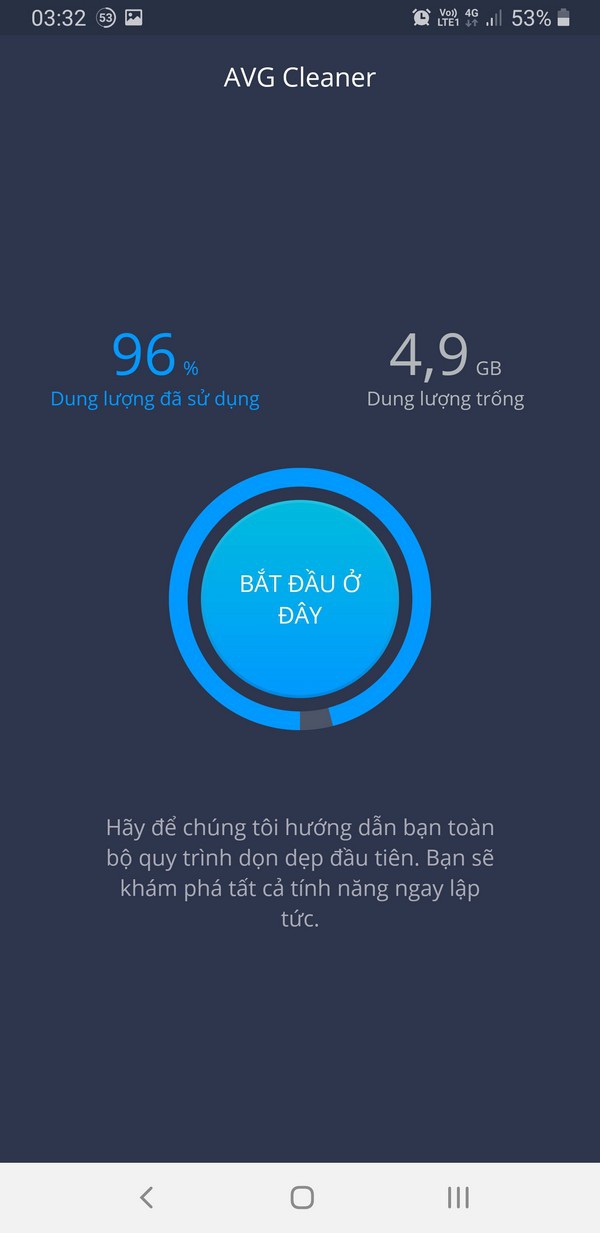 03:32 53 Vo)) LTE1 4G 53%
AVG Cleaner
96 % 4,9 GB
Dung lượng đã sử dụng Dung lượng trống
BẮT ĐẦU Ở
ĐÂY
Hãy để chúng tôi hướng dẫn bạn toàn
bộ quy trình dọn dẹp đầu tiên. Bạn sẽ
khám phá tất cả tính năng ngay lập
tức.